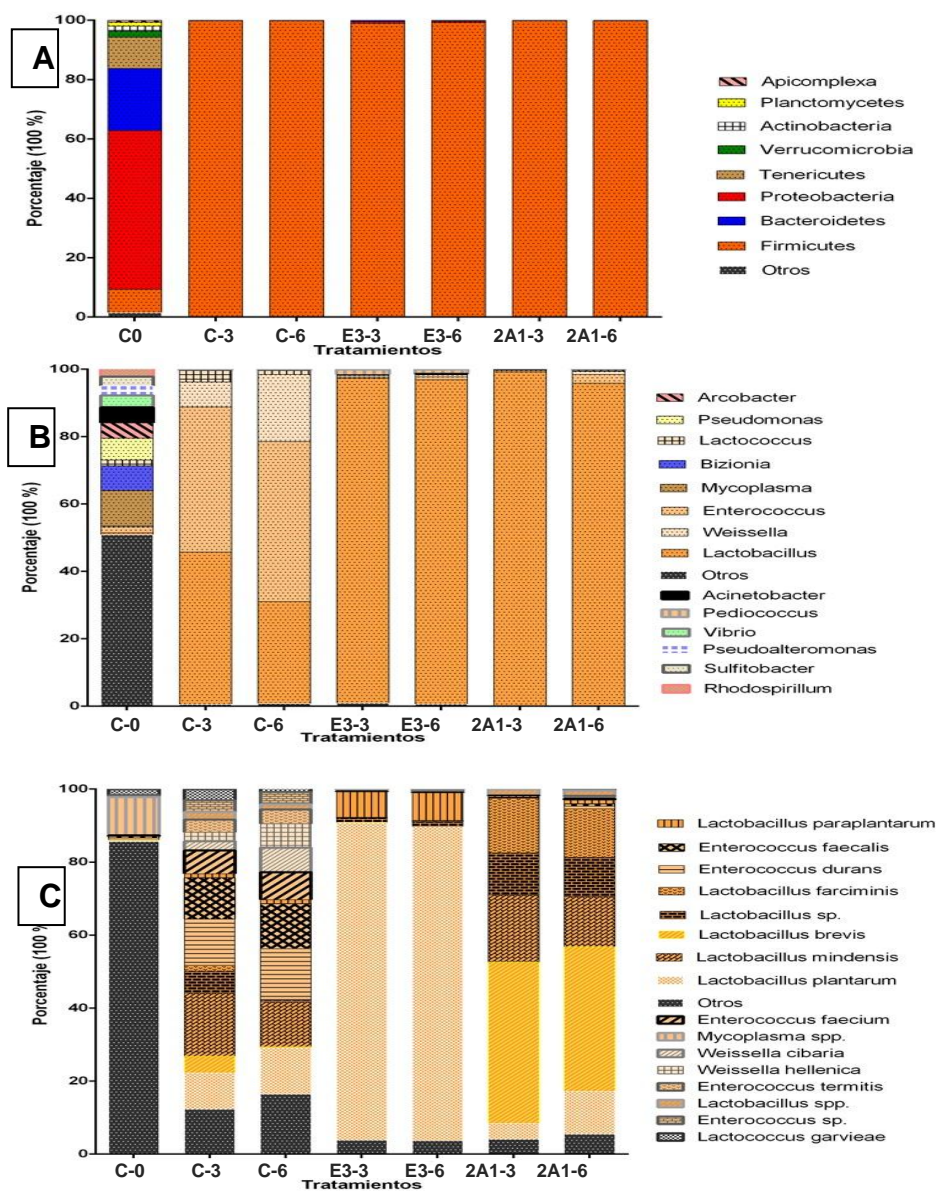 A
Porcentaje (100 %)
100
80
60
40
20
0
C0 C-3 C-6 E3-3 E3-6 2A1-3 2A1-6
Tratamientos
Apicomplexa
Planctomycetes
Actinobacteria
Verrucomicrobia
Tenericutes
Proteobacteria
Bacteroidetes
Firmicutes
Otros
B
Porcentaje (100 %)
100
80
60
40
20
0
C-0 C-3 C-6 E3-3 E3-6 2A1-3 2A1-6
Tratamientos
Arcobacter
Pseudomonas
Lactococcus
Bizionia
Mycoplasma
Enterococcus
Weissella
Lactobacillus
Otros
Acinetobacter
Pediococcus
Vibrio
Pseudoalteromonas
Sulfitobacter
Rhodospirillum
C
Porcentaje (100 %)
100
80
60
40
20
0
C-0 C-3 C-6 E3-3 E3-6 2A1-3 2A1-6
Tratamientos
Lactobacillus paraplantarum
Enterococcus faecalis
Enterococcus durans
Lactobacillus farciminis
Lactobacillus sp.
Lactobacillus brevis
Lactobacillus mindensis
Lactobacillus plantarum
Otros
Enterococcus faecium
Mycoplasma spp.
Weissella cibaria
Weissella hellenica
Enterococcus termitis
Lactobacillus spp.
Enterococcus sp.
Lactococcus garvieae